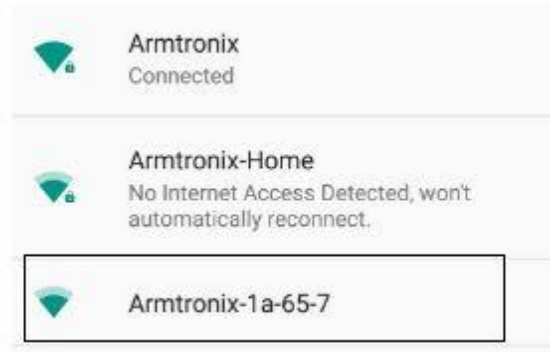 Armtronix
Connected
Armtronix-Home
No Internet Access Detected, won't
automatically reconnect.
Armtronix-1a-65-7